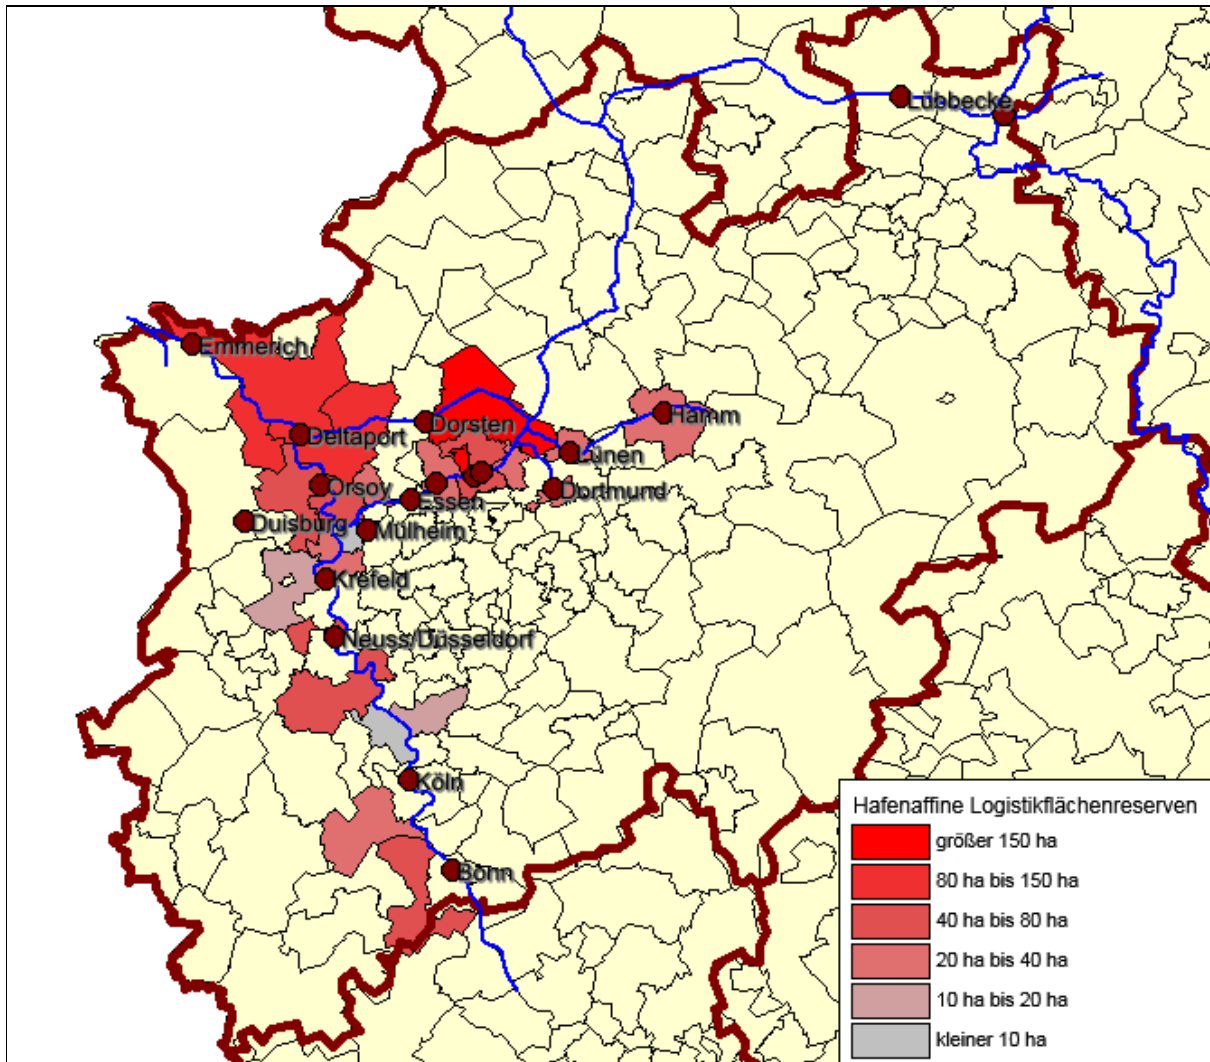 Lübbecke
Emmerich
Dorsten
Hamm
Deltaport
Lünen
Orsoy
Dortmund
Essen
Duisburg
Mülheim
Krefeld
Neuss/Düsseldorf
Köln
Bonn
Hafenaffine Logistikflächenreserven
größer 150 ha
80 ha bis 150 ha
40 ha bis 80 ha
20 ha bis 40 ha
10 ha bis 20 ha
kleiner 10 ha